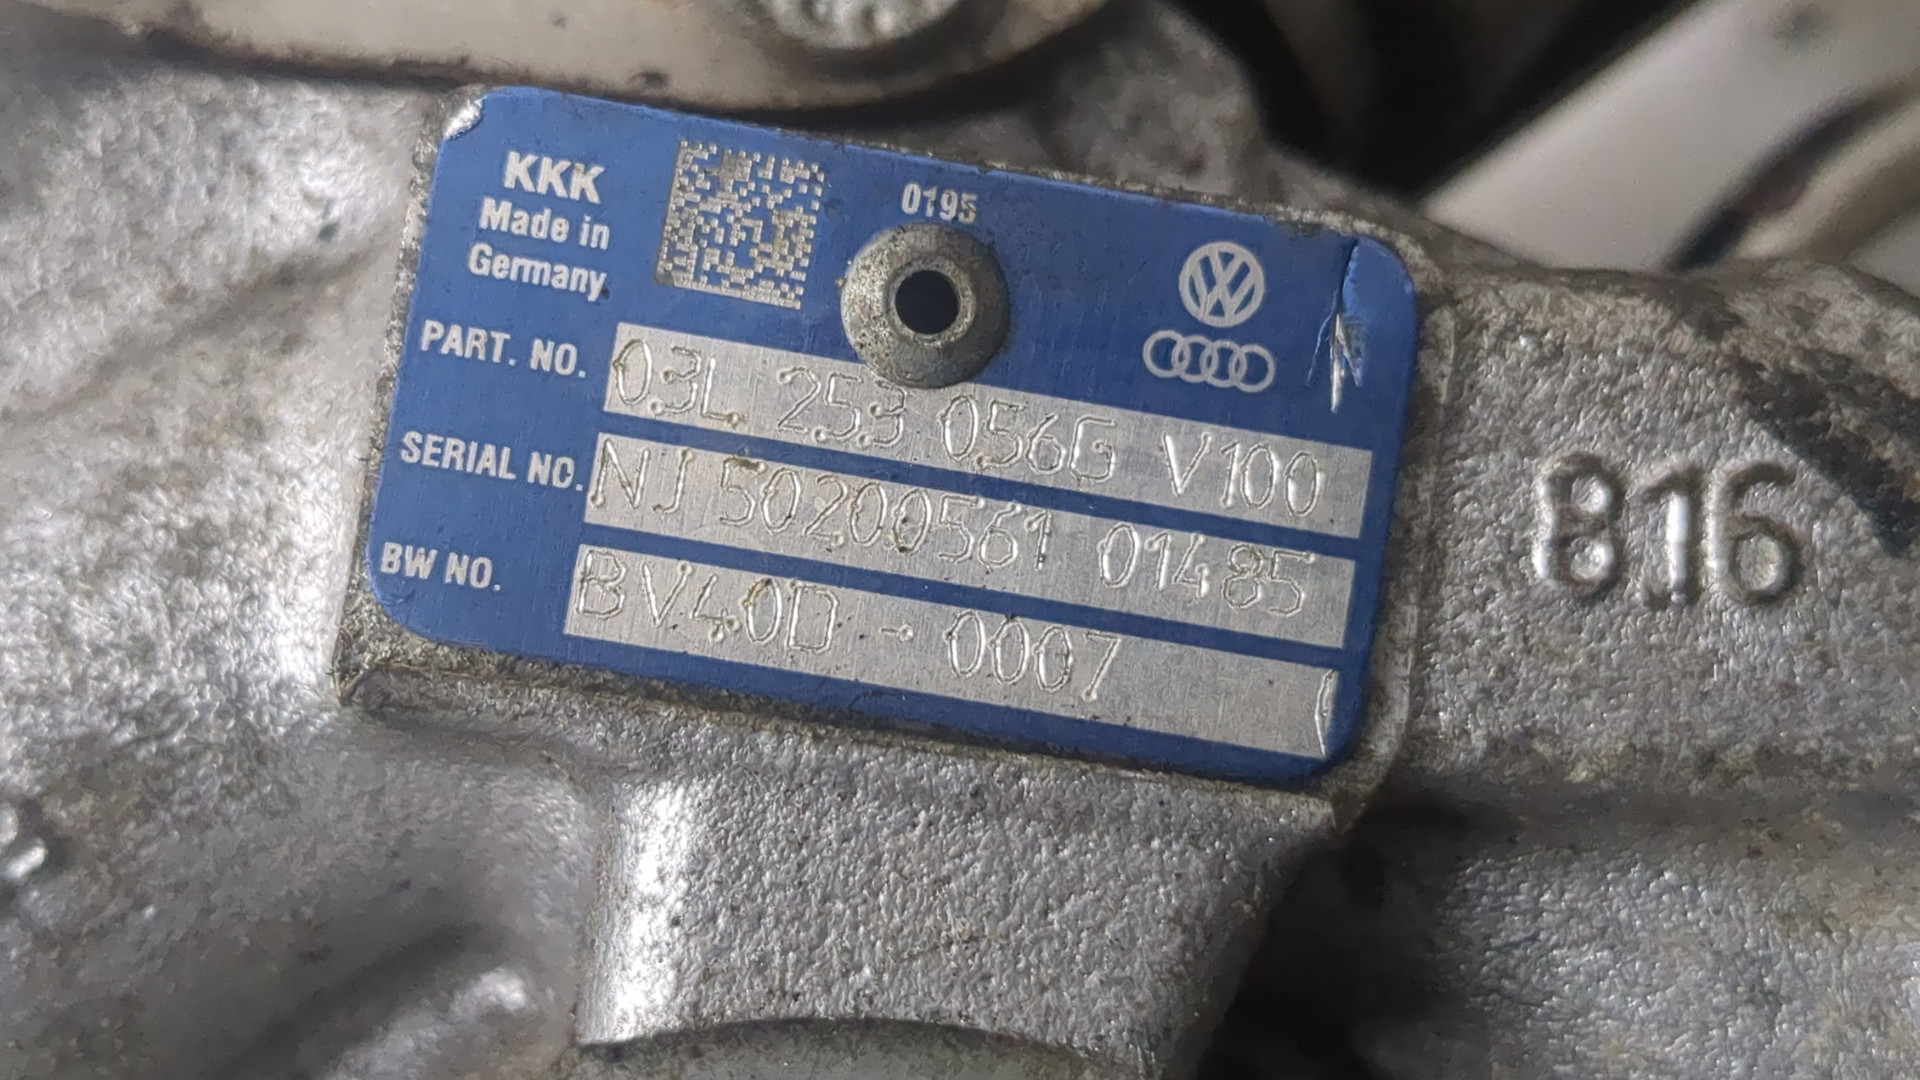 KKK
Made in
Germany
0195
PART. NO. 03L 253 056G V100
SERIAL NO. NJ 50200561 01485
BW NO. BV40D - 0007
816